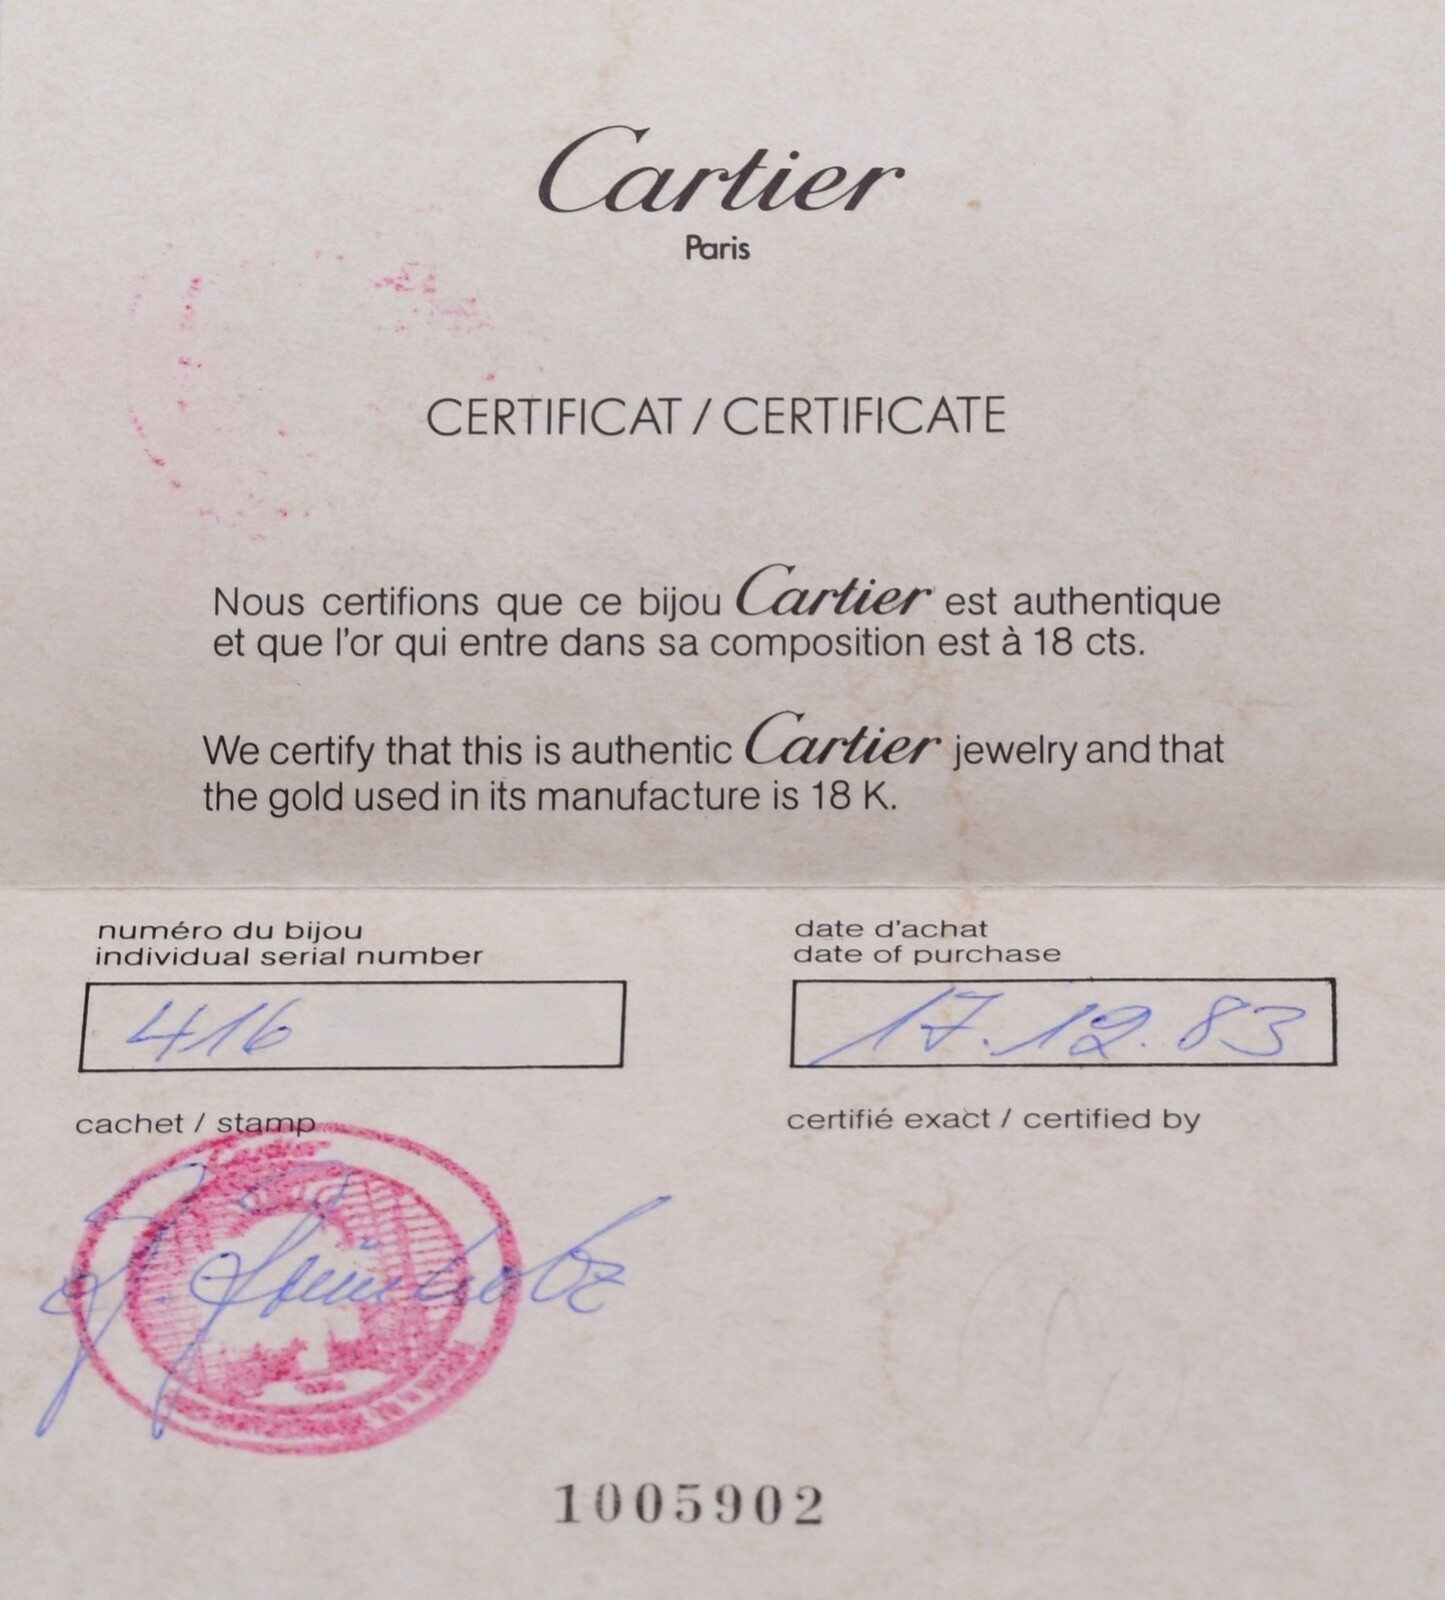 Cartier
Paris
CERTIFICAT / CERTIFICATE
Nous certifions que ce bijou Cartier est authentique
et que l'or qui entre dans sa composition est à 18 cts.
We certify that this is authentic Cartier jewelry and that
the gold used in its manufacture is 18 K.
numéro du bijou
individual serial number
416
date d'achat
date of purchase
17.12.83
cachet / stamp
certifié exact / certified by
1005902